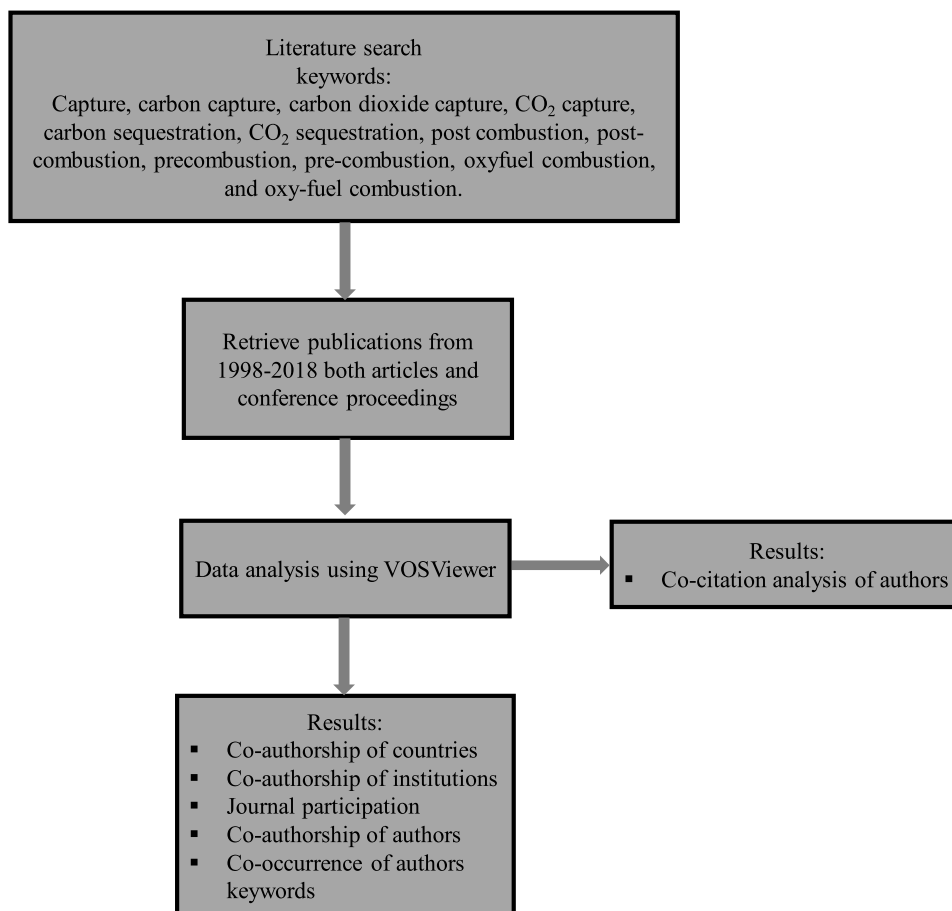 Literature search
keywords:
Capture, carbon capture, carbon dioxide capture, CO₂ capture,
carbon sequestration, CO₂ sequestration, post combustion, post-
combustion, precombustion, pre-combustion, oxyfuel combustion,
and oxy-fuel combustion.
Retrieve publications from
1998-2018 both articles and
conference proceedings
Data analysis using VOSViewer
Results:
▪ Co-citation analysis of authors
Results:
▪ Co-authorship of countries
▪ Co-authorship of institutions
▪ Journal participation
▪ Co-authorship of authors
▪ Co-occurrence of authors
keywords